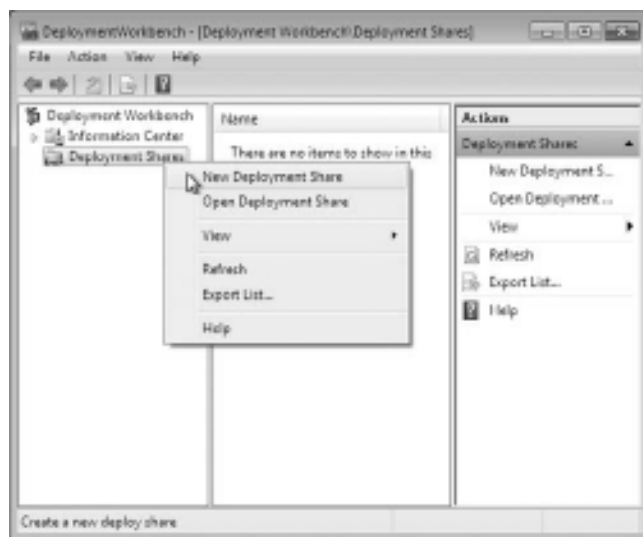 DeploymentWorkbench - [Deployment Workbench\Deployment Shares]
File Action View Help
Deployment Workbench
Information Center
Deployment Shares
Name
There are no items to show in this
New Deployment Share
Open Deployment Share
View
Refresh
Export List...
Help
Actions
Deployment Shares
New Deployment S...
Open Deployment ...
View
Refresh
Export List...
Help
Create a new deploy share